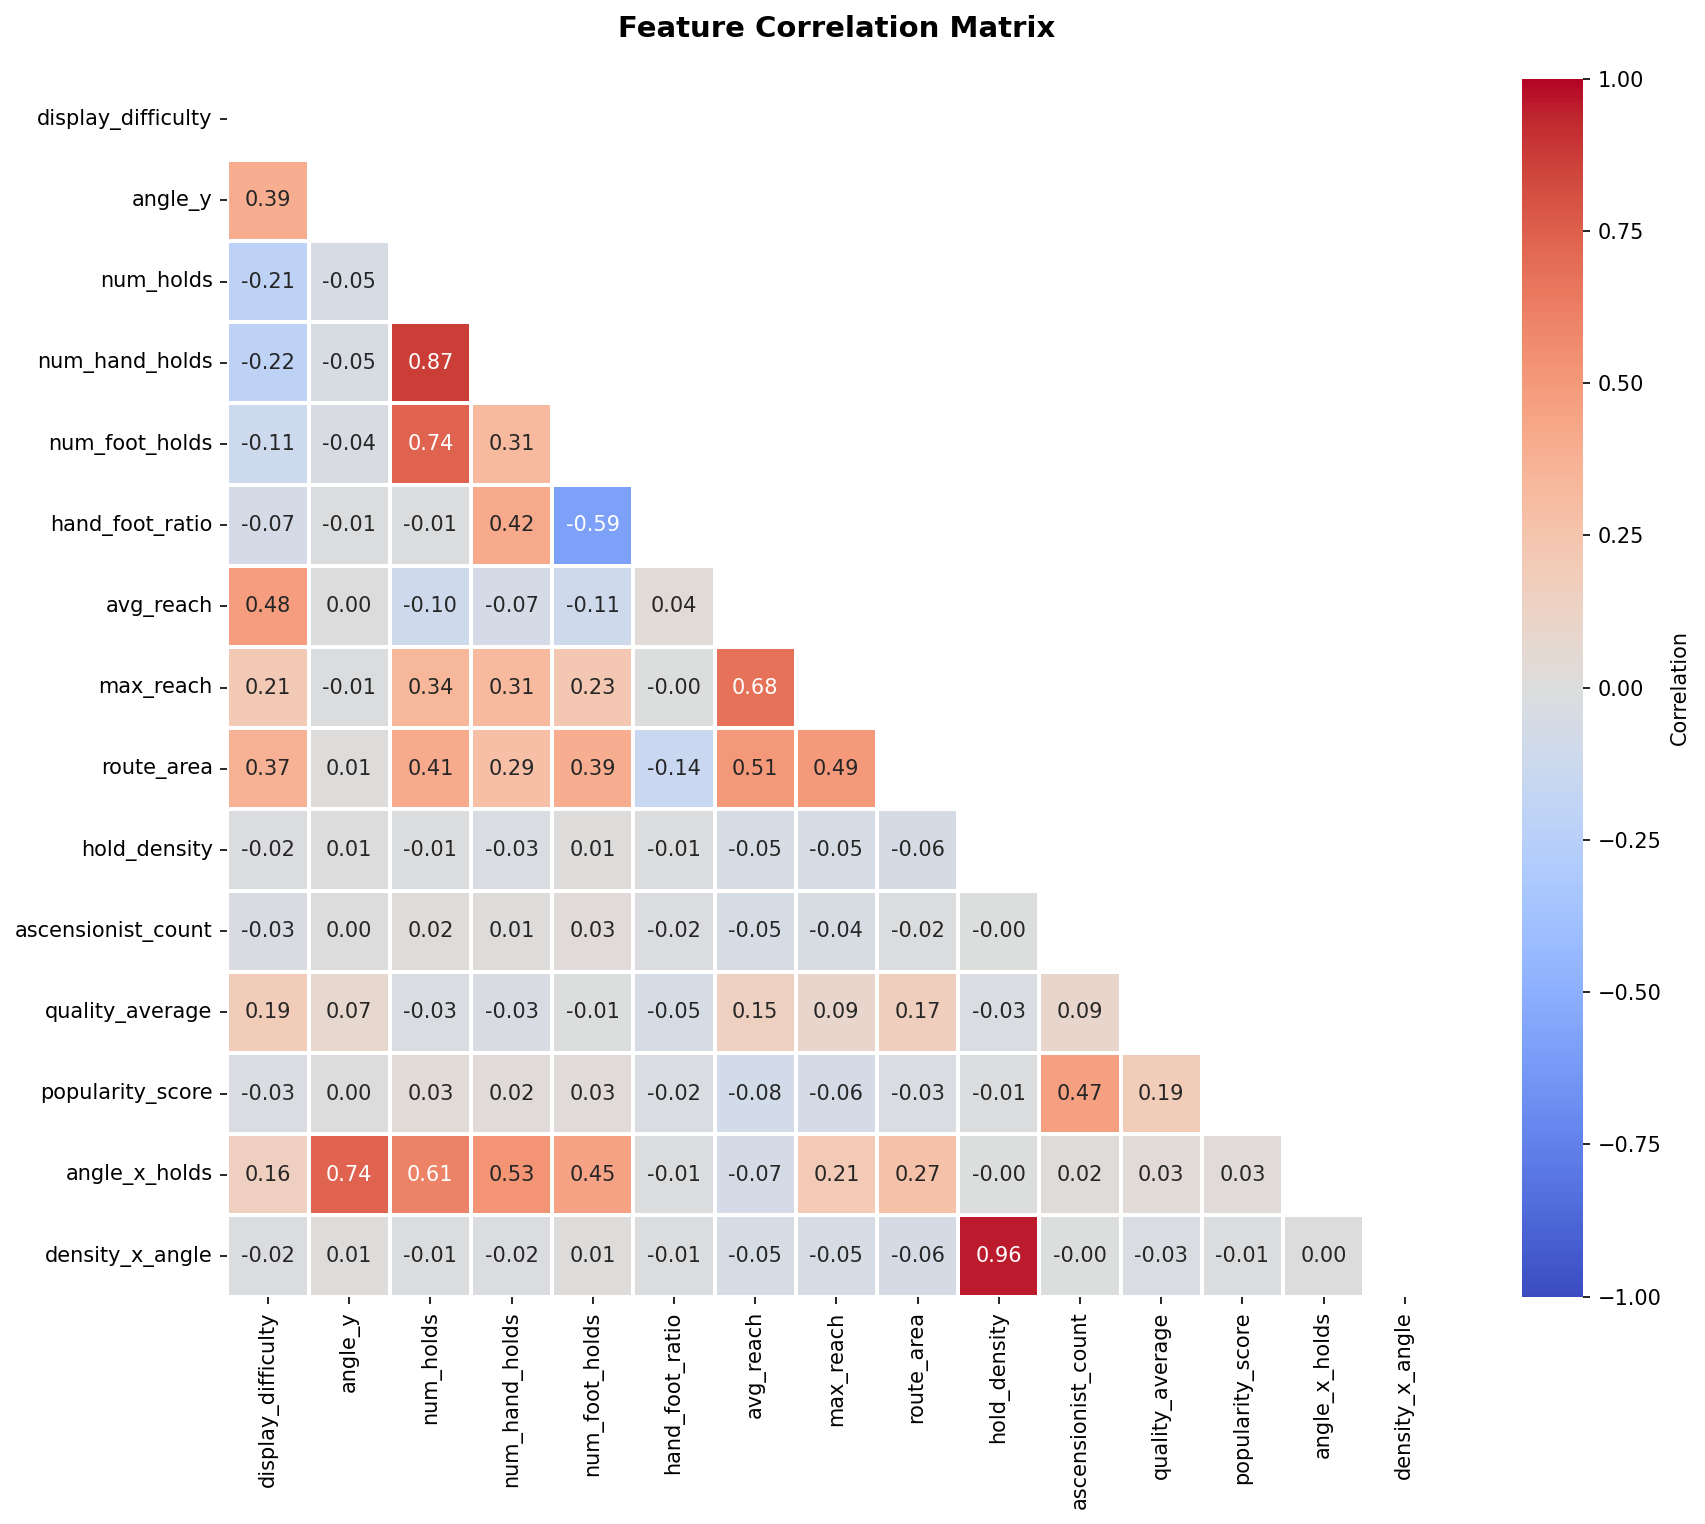 Feature Correlation Matrix
display_difficulty
angle_y 0.39
num_holds -0.21 -0.05
num_hand_holds -0.22 -0.05 0.87
num_foot_holds -0.11 -0.04 0.74 0.31
hand_foot_ratio -0.07 -0.01 -0.01 0.42 -0.59
avg_reach 0.48 0.00 -0.10 -0.07 -0.11 0.04
max_reach 0.21 -0.01 0.34 0.31 0.23 -0.00 0.68
route_area 0.37 0.01 0.41 0.29 0.39 -0.14 0.51 0.49
hold_density -0.02 0.01 -0.01 -0.03 0.01 -0.01 -0.05 -0.05 -0.06
ascensionist_count -0.03 0.00 0.02 0.01 0.03 -0.02 -0.05 -0.04 -0.02 -0.00
quality_average 0.19 0.07 -0.03 -0.03 -0.01 -0.05 0.15 0.09 0.17 -0.03 0.09
popularity_score -0.03 0.00 0.03 0.02 0.03 -0.02 -0.08 -0.06 -0.03 -0.01 0.47 0.19
angle_x_holds 0.16 0.74 0.61 0.53 0.45 -0.01 -0.07 0.21 0.27 -0.00 0.02 0.03 0.03
density_x_angle -0.02 0.01 -0.01 -0.02 0.01 -0.01 -0.05 -0.05 -0.06 0.96 -0.00 -0.03 -0.01 0.00
display_difficulty
angle_y
num_holds
num_hand_holds
num_foot_holds
hand_foot_ratio
avg_reach
max_reach
route_area
hold_density
ascensionist_count
quality_average
popularity_score
angle_x_holds
density_x_angle
1.00
0.75
0.50
0.25
0.00
−0.25
−0.50
−0.75
−1.00
Correlation